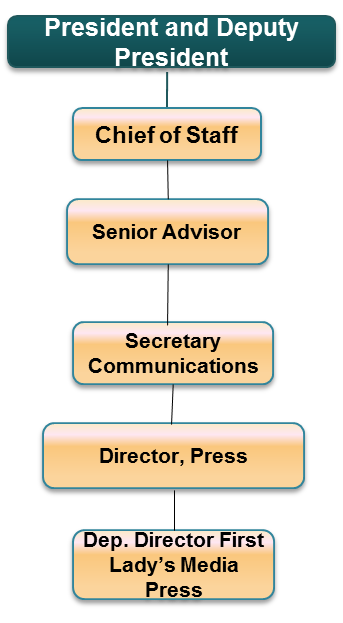 President and Deputy
President
Chief of Staff
Senior Advisor
Secretary
Communications
Director, Press
Dep. Director First
Lady's Media
Press